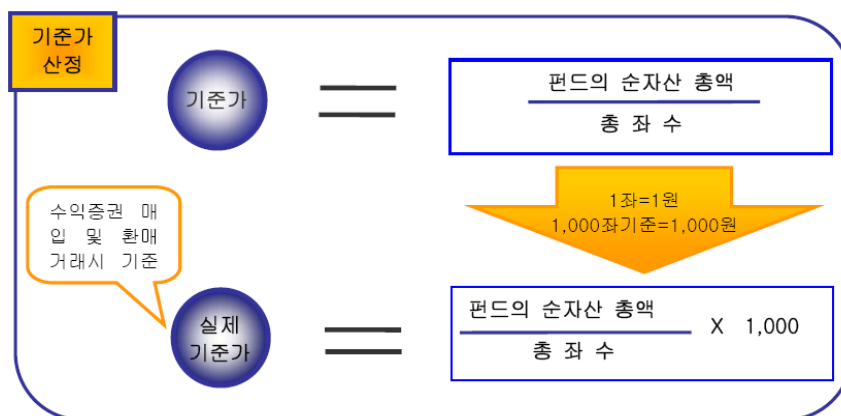 기준가
산정
기준가
펀드의 순자산 총액
총 좌 수
1좌=1원
1,000좌기준=1,000원
수익증권 매
입 및 환매
거래시 기준
실제
기준가
펀드의 순자산 총액
X 1,000
총 좌 수